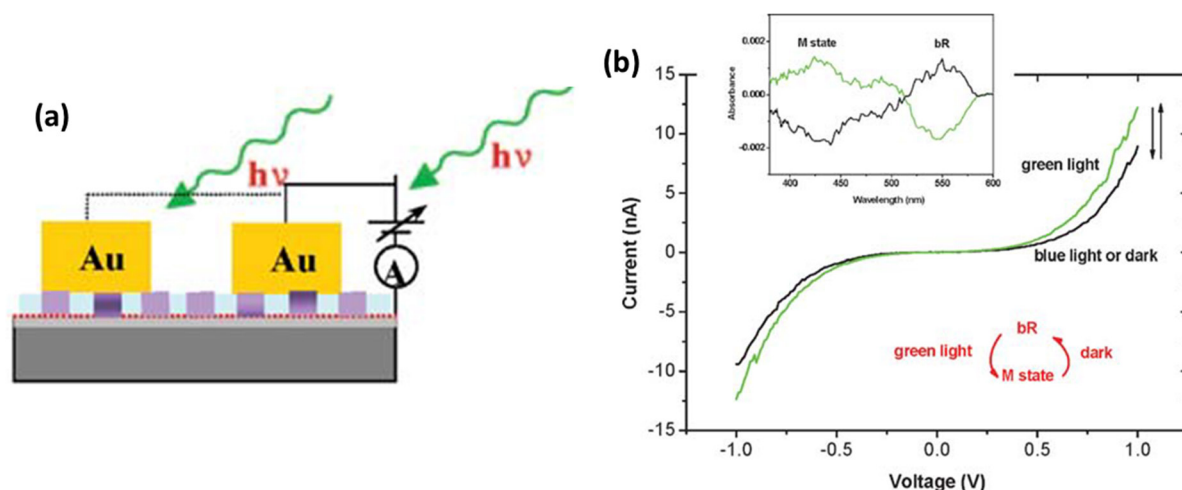 (a)
hν
hν
Au
Au
A
(b)
M state
bR
0.002
0.000
-0.002
Absorbance
400
450
500
550
600
Wavelength (nm)
15
10
5
0
-5
-10
-15
Current (nA)
green light
blue light or dark
bR
green light
dark
M state
-1.0
-0.5
0.0
0.5
1.0
Voltage (V)